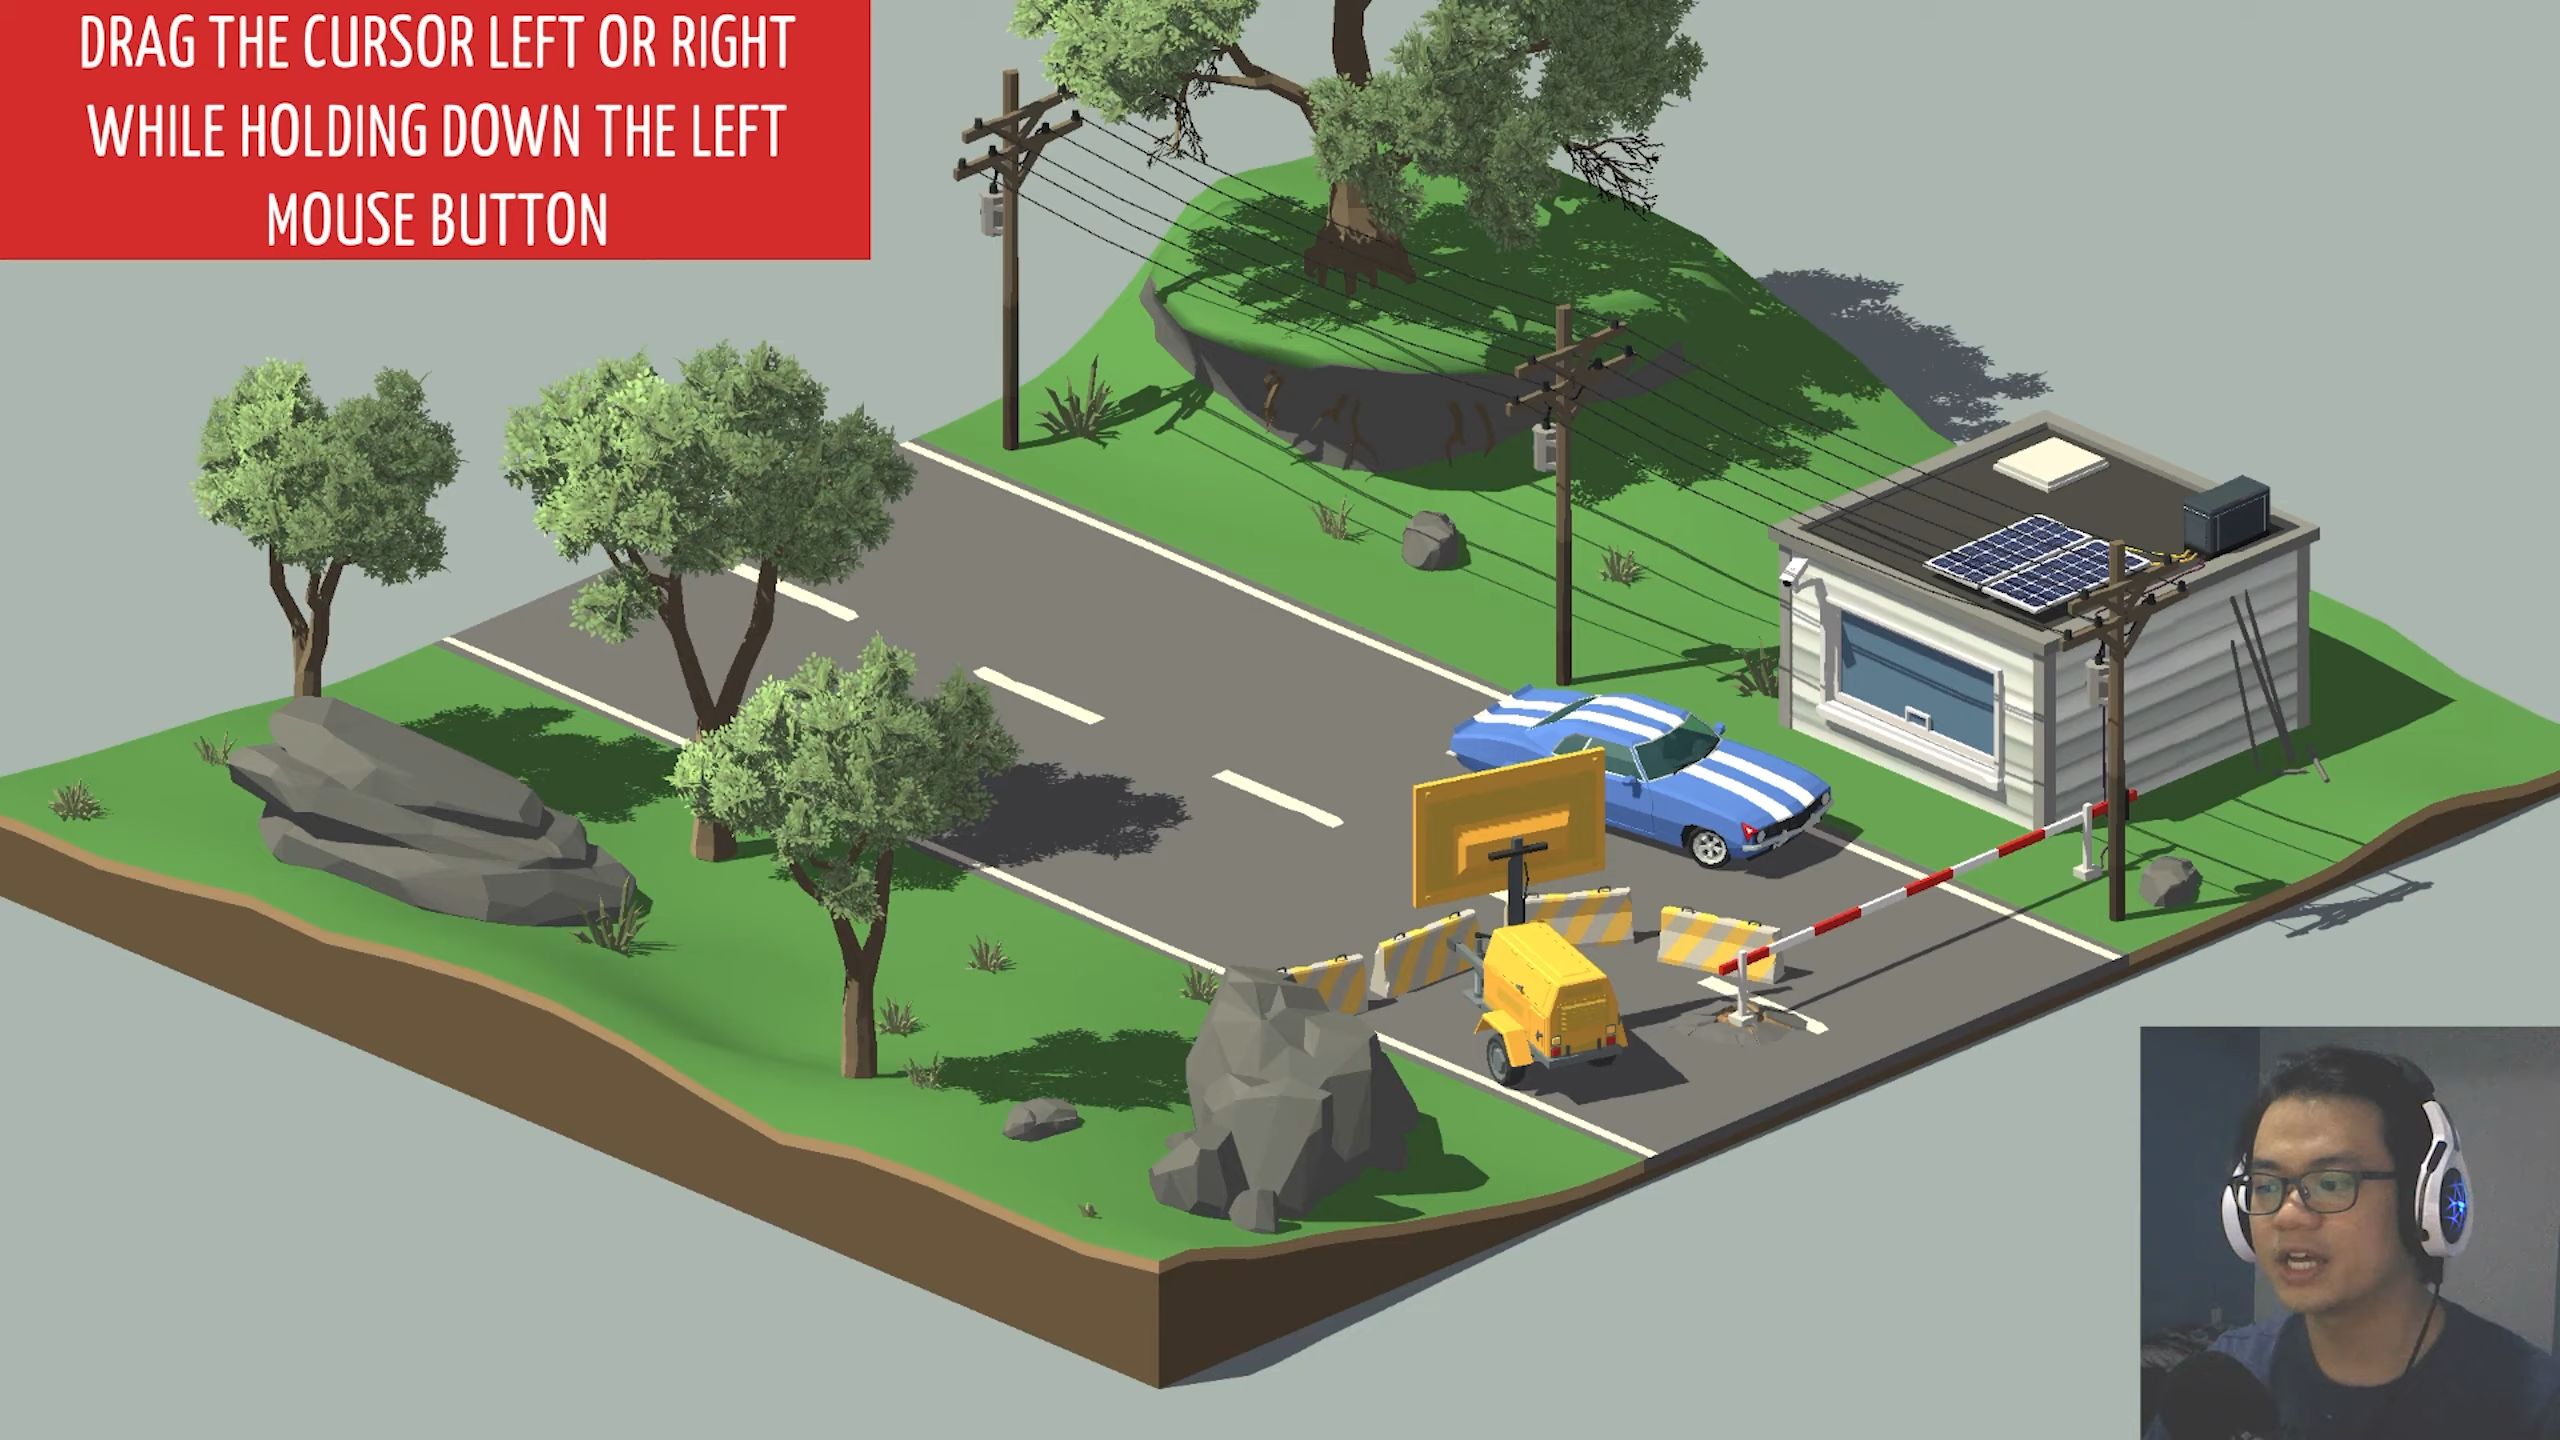 DRAG THE CURSOR LEFT OR RIGHT
WHILE HOLDING DOWN THE LEFT
MOUSE BUTTON